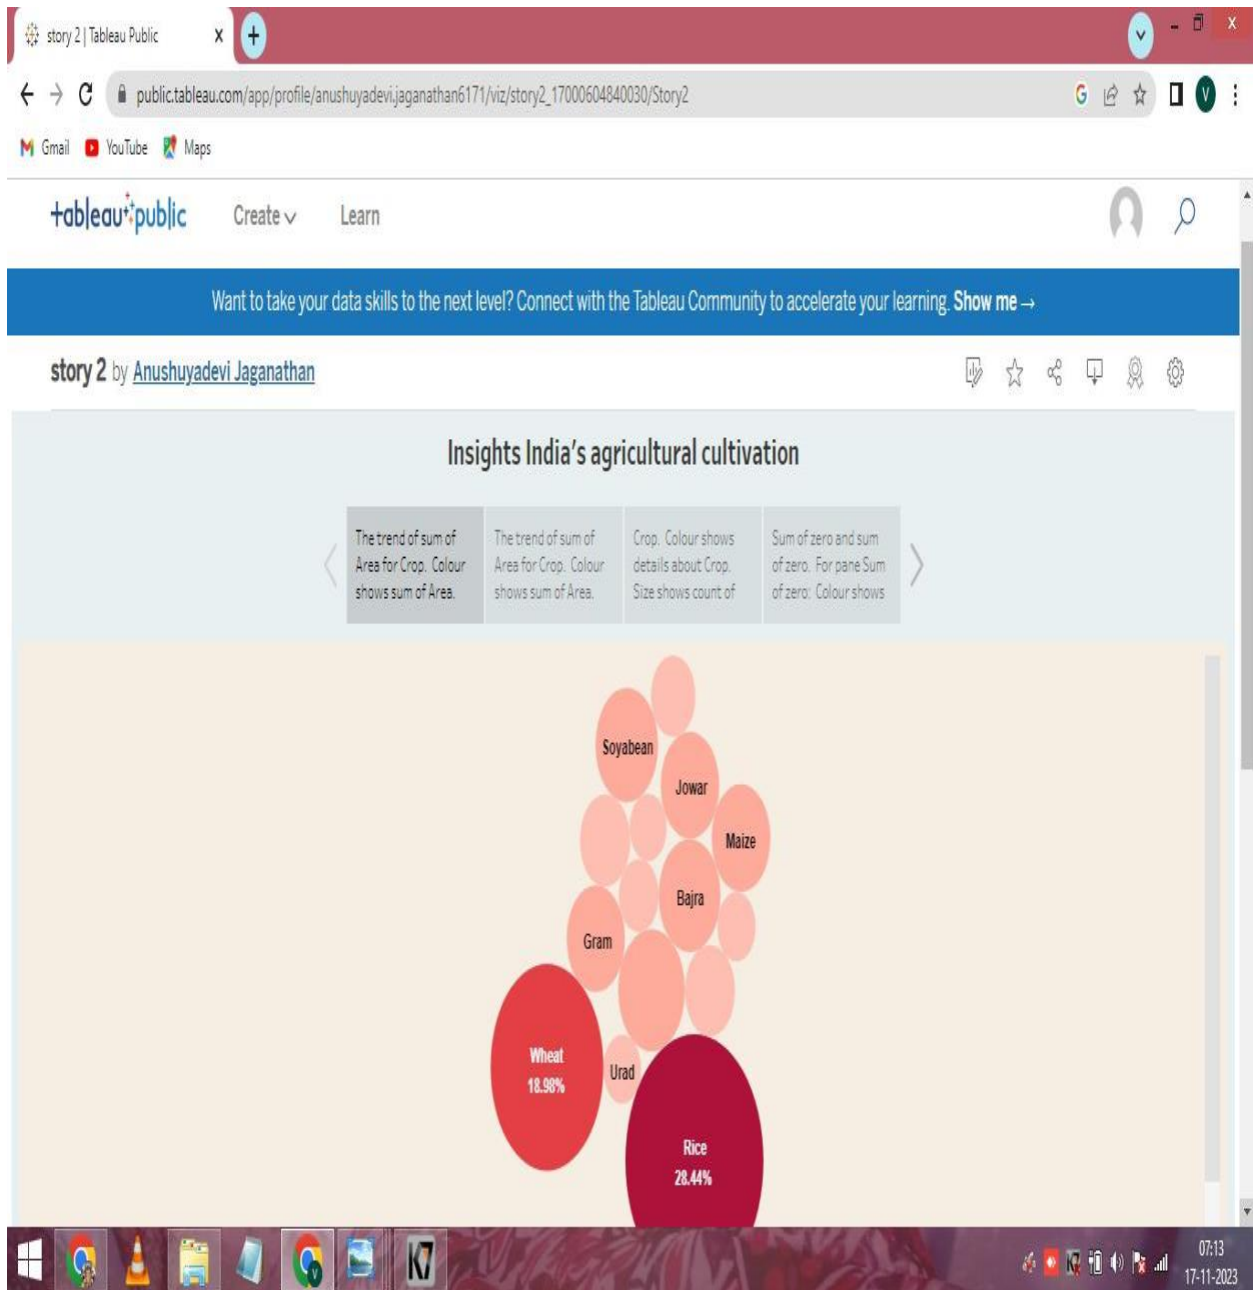 story 2 | Tableau Public
public.tableau.com/app/profile/anushuyadevi.jaganathan6171/viz/story2_17000604840030/Story2
G
V
Gmail YouTube Maps
tableau public Create Learn
Want to take your data skills to the next level? Connect with the Tableau Community to accelerate your learning. Show me →
story 2 by Anushuyadevi Jaganathan
Insights India's agricultural cultivation
The trend of sum of
Area for Crop. Colour
shows sum of Area.
The trend of sum of
Area for Crop. Colour
shows sum of Area.
Crop. Colour shows
details about Crop.
Size shows count of
Sum of zero and sum
of zero. For pane Sum
of zero: Colour shows
Soyabean
Jowar
Maize
Bajra
Gram
Wheat
18.98%
Urad
Rice
28.44%
V
K7
07:13
17-11-2023